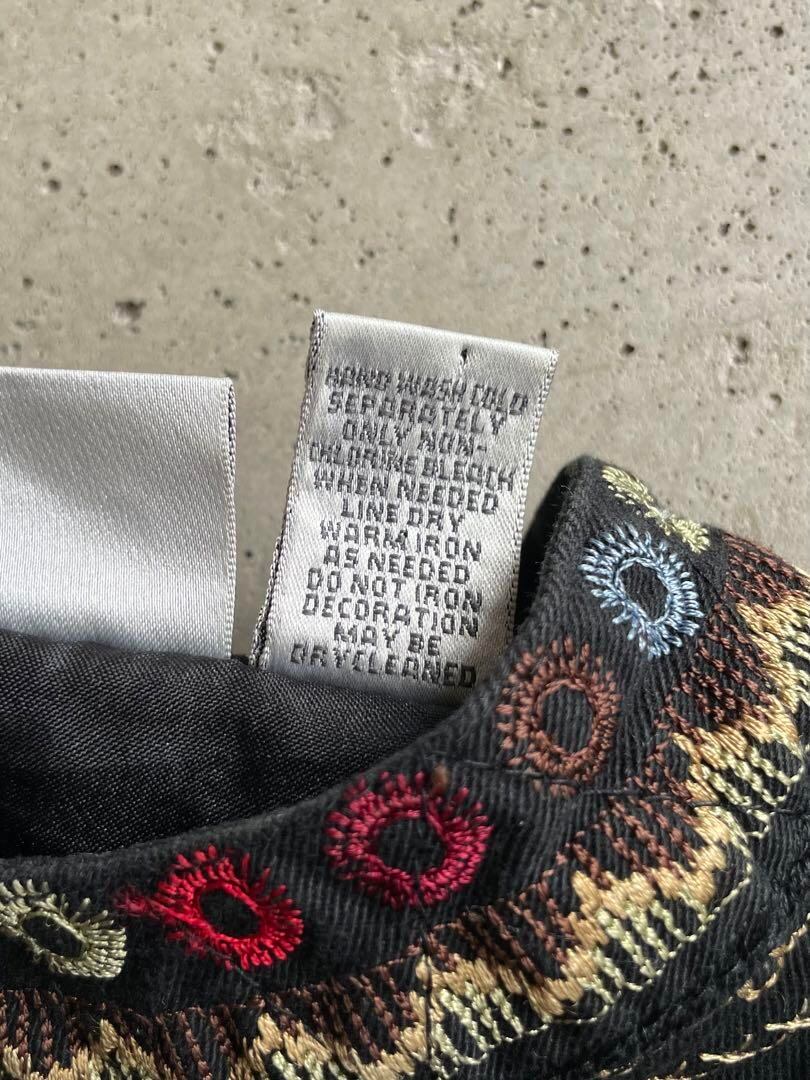 HAND WASH COLD
SEPARATELY
ONLY NON-
CHLORINE BLEACH
WHEN NEEDED
LINE DRY
WARM IRON
AS NEEDED
DO NOT IRON
DECORATION
MAY BE
DRYCLEANED